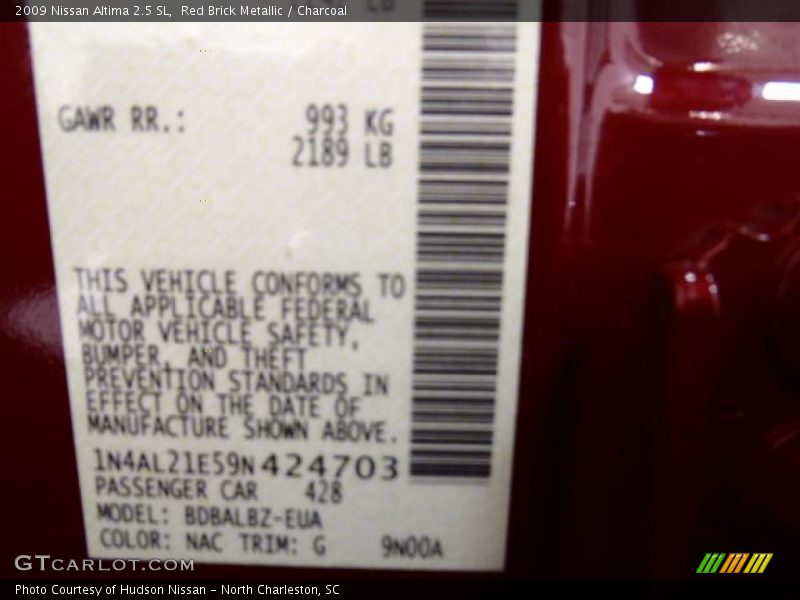 2009 Nissan Altima 2.5 SL,  Red Brick Metallic / Charcoal
LB
GAWR RR.: 993 KG
2189 LB
THIS VEHICLE CONFORMS TO
ALL APPLICABLE FEDERAL
MOTOR VEHICLE SAFETY,
BUMPER, AND THEFT
PREVENTION STANDARDS IN
EFFECT ON THE DATE OF
MANUFACTURE SHOWN ABOVE.
1N4AL21E59N424703
PASSENGER CAR 428
MODEL: BDBALBZ-EUA
COLOR: NAC TRIM: G 9N00A
GTCARLOT.COM
Photo Courtesy of Hudson Nissan - North Charleston, SC